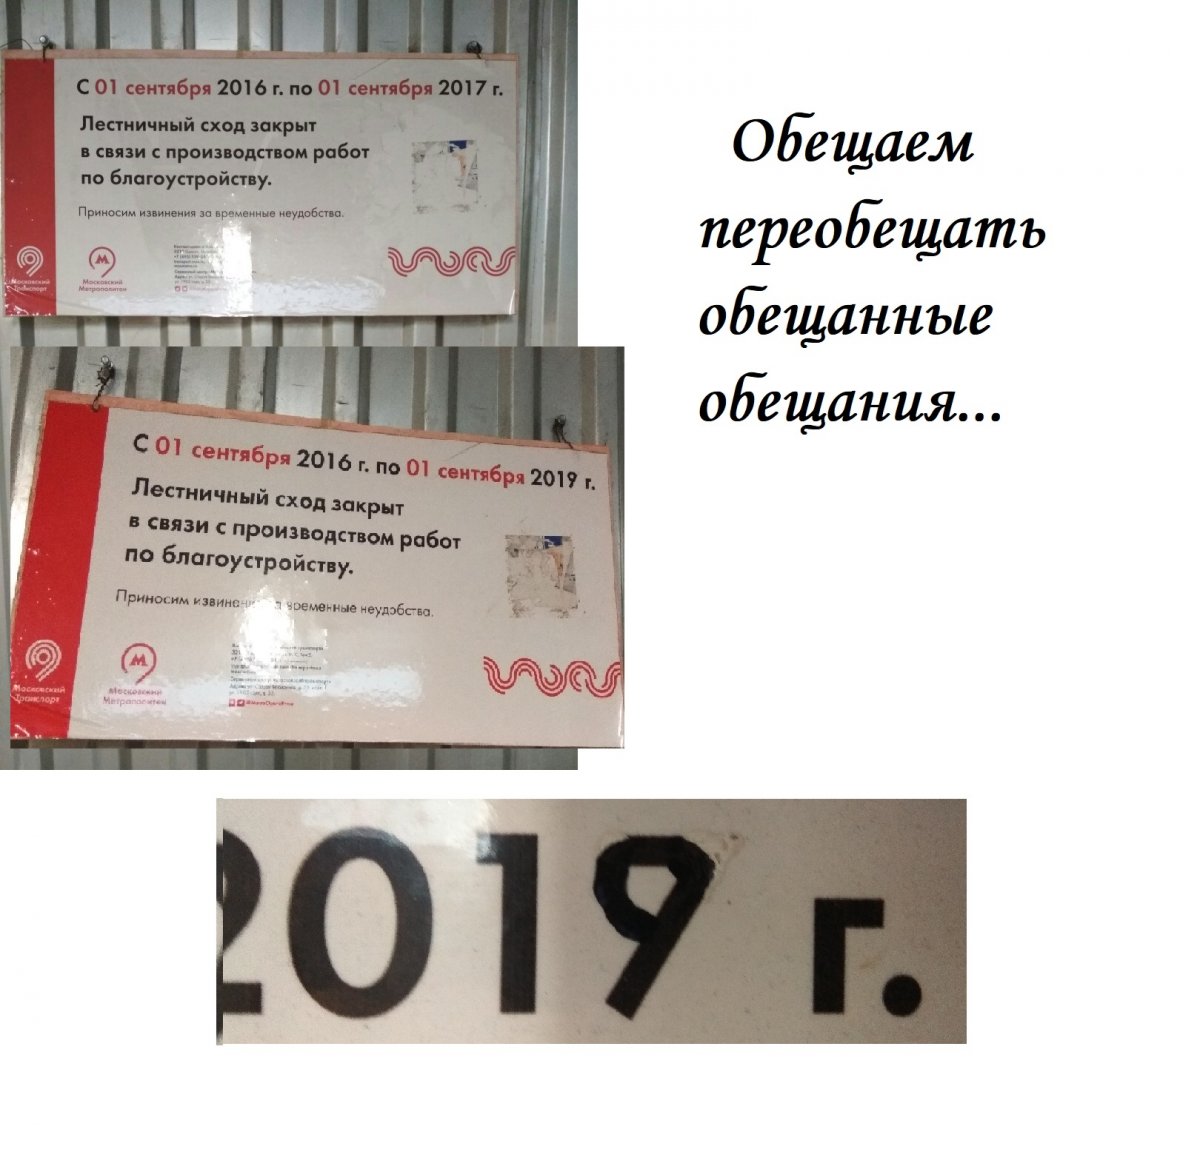 С 01 сентября 2016 г. по 01 сентября 2017 г.
Лестничный сход закрыт
в связи с производством работ
по благоустройству.
Приносим извинения за временные неудобства.
Московский
Транспорт
Московский
Метрополитен
Обещаем
переобещать
обещанные
обещания...
С 01 сентября 2016 г. по 01 сентября 2019 г.
Лестничный сход закрыт
в связи с производством работ
по благоустройству.
Приносим временные неудобства.
Московский
Транспорт
Московский
Метрополитен
2019 г.